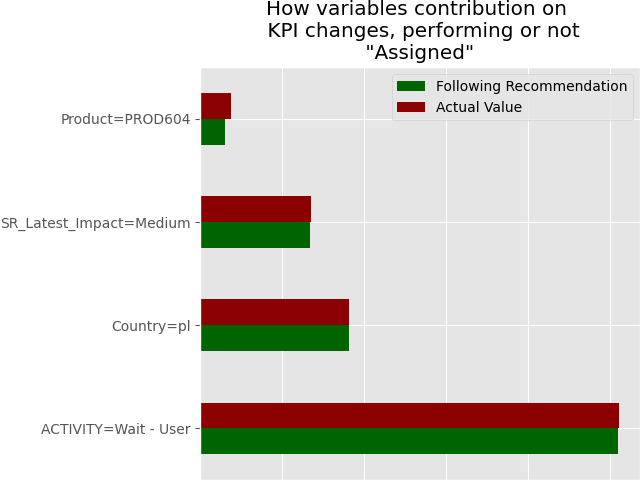 How variables contribution on
KPI changes, performing or not
"Assigned"
Following Recommendation
Actual Value
Product=PROD604
SR_Latest_Impact=Medium
Country=pl
ACTIVITY=Wait - User